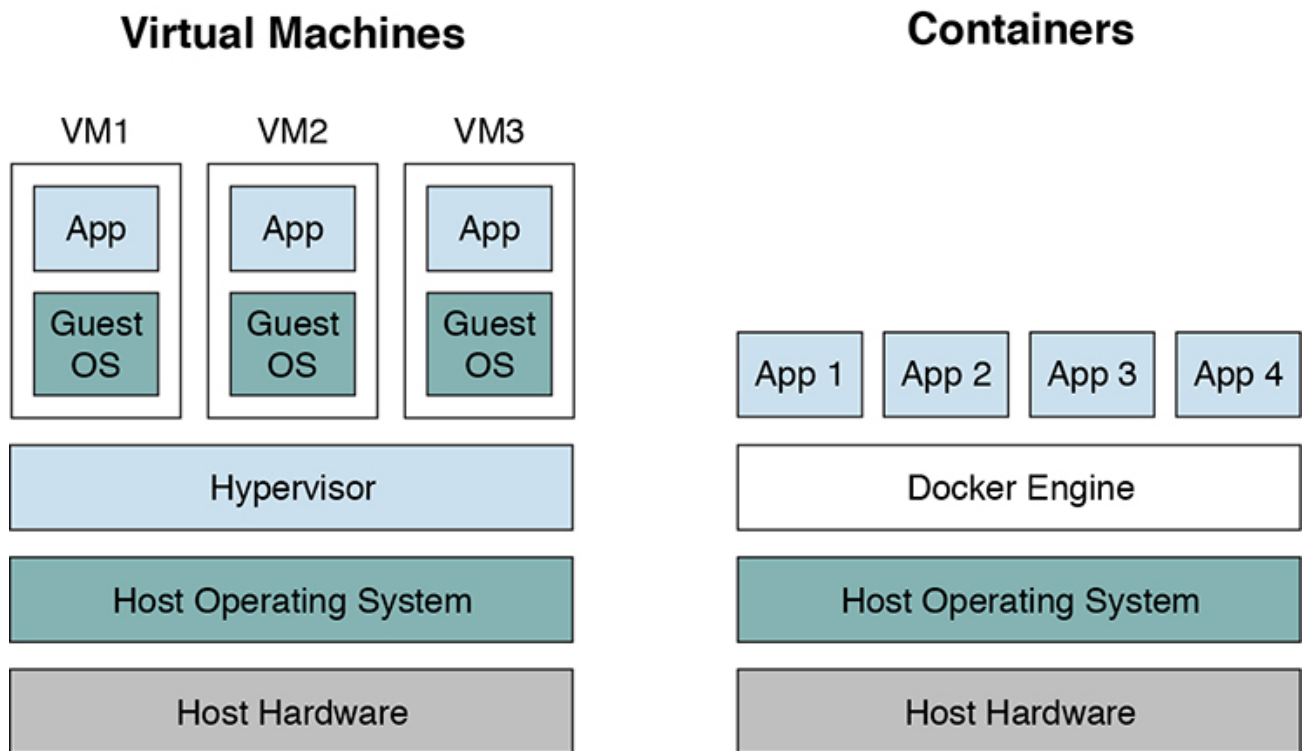 Virtual Machines
VM1 VM2 VM3
App App App
Guest OS Guest OS Guest OS
Hypervisor
Host Operating System
Host Hardware
Containers
App 1 App 2 App 3 App 4
Docker Engine
Host Operating System
Host Hardware